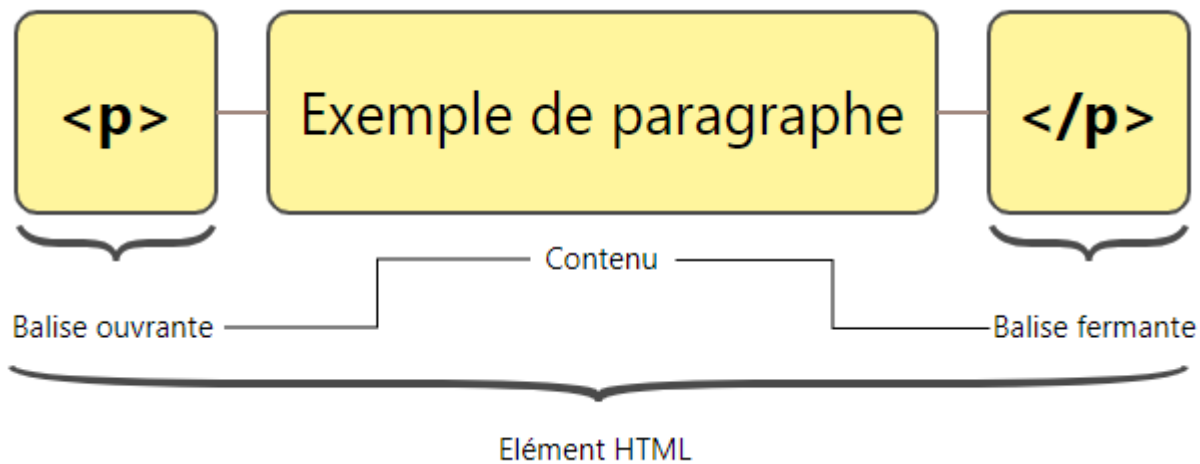 <p> Exemple de paragraphe </p>
Contenu
Balise ouvrante Balise fermante
Elément HTML